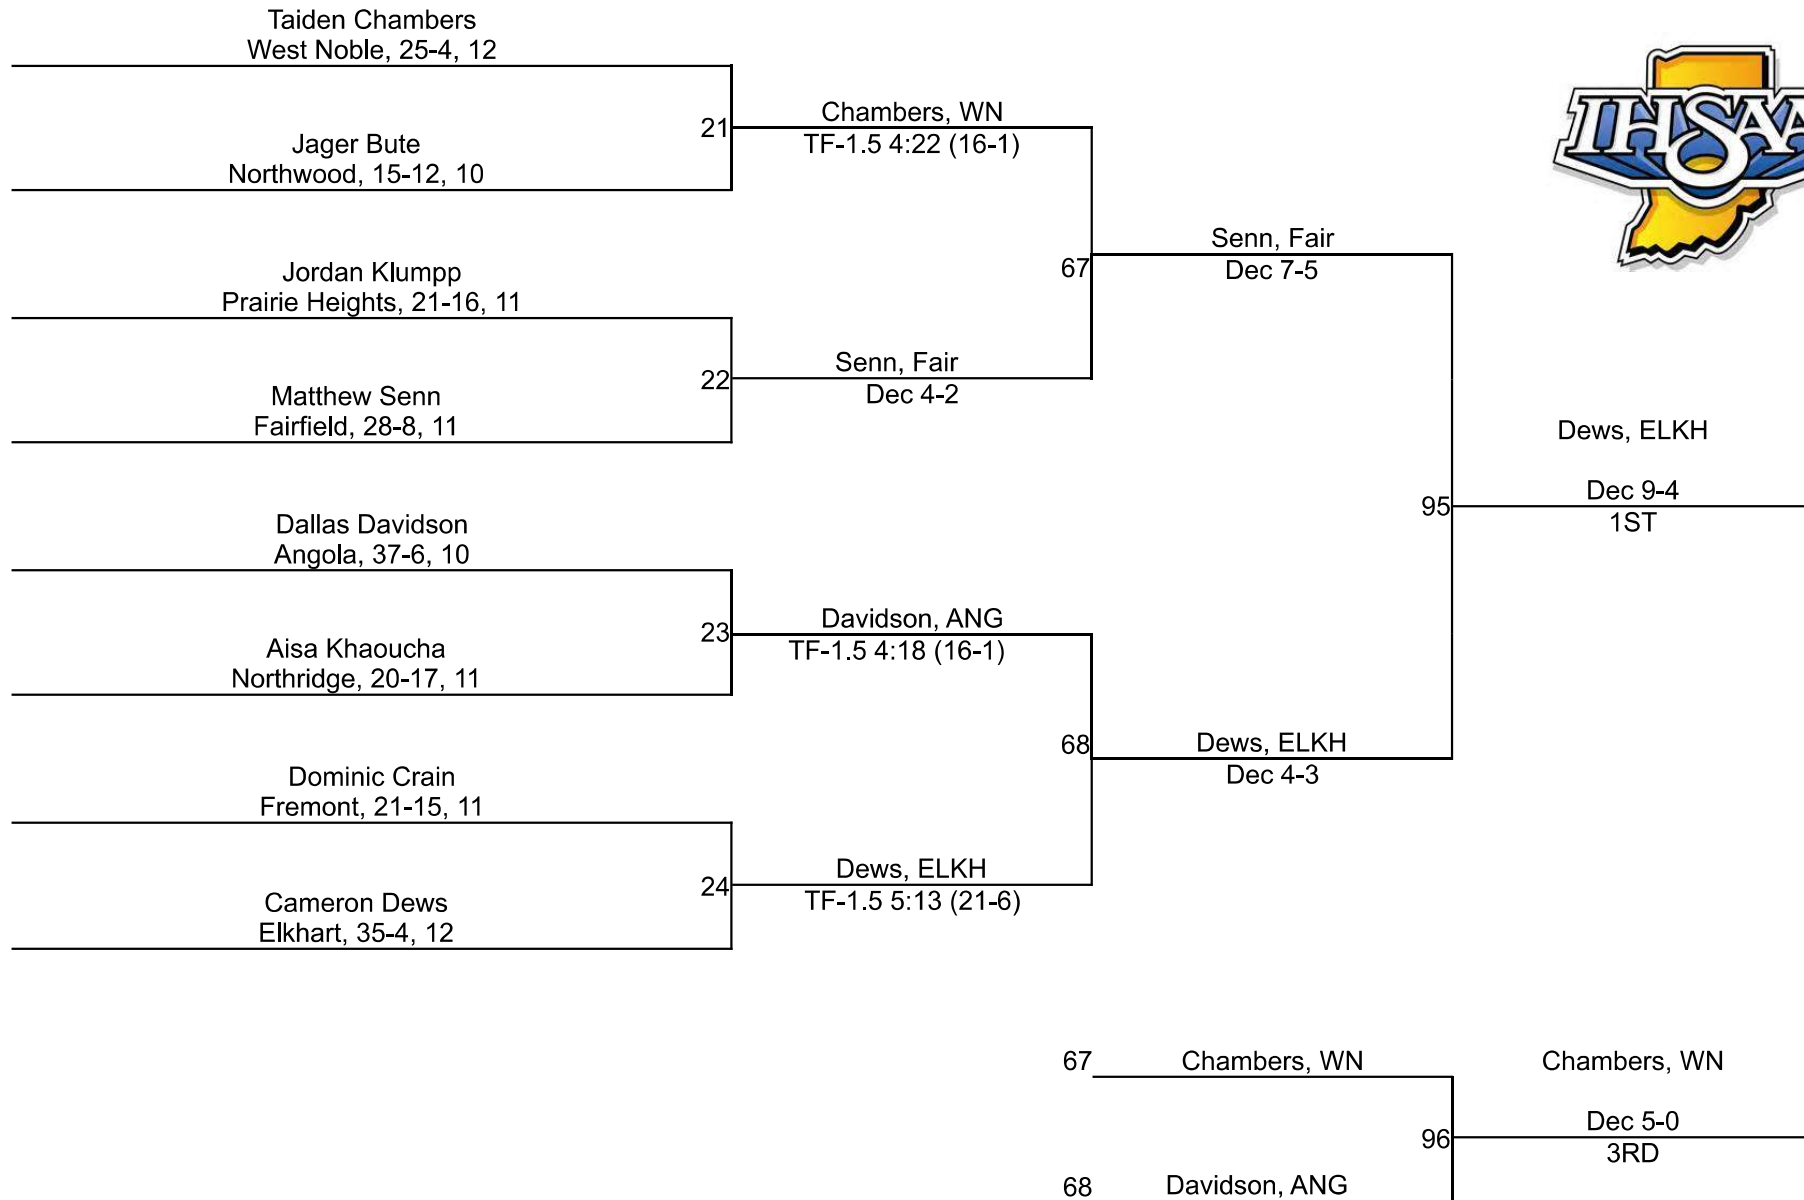 Taiden Chambers
West Noble, 25-4, 12
21
Chambers, WN
TF-1.5 4:22 (16-1)
Jager Bute
Northwood, 15-12, 10
IHSAA
67
Senn, Fair
Dec 7-5
Jordan Klumpp
Prairie Heights, 21-16, 11
22
Senn, Fair
Dec 4-2
Matthew Senn
Fairfield, 28-8, 11
95
Dews, ELKH
Dec 9-4
1ST
Dallas Davidson
Angola, 37-6, 10
23
Davidson, ANG
TF-1.5 4:18 (16-1)
Aisa Khaoucha
Northridge, 20-17, 11
68
Dews, ELKH
Dec 4-3
Dominic Crain
Fremont, 21-15, 11
24
Dews, ELKH
TF-1.5 5:13 (21-6)
Cameron Dews
Elkhart, 35-4, 12
67
Chambers, WN
Chambers, WN
96
Dec 5-0
3RD
68
Davidson, ANG